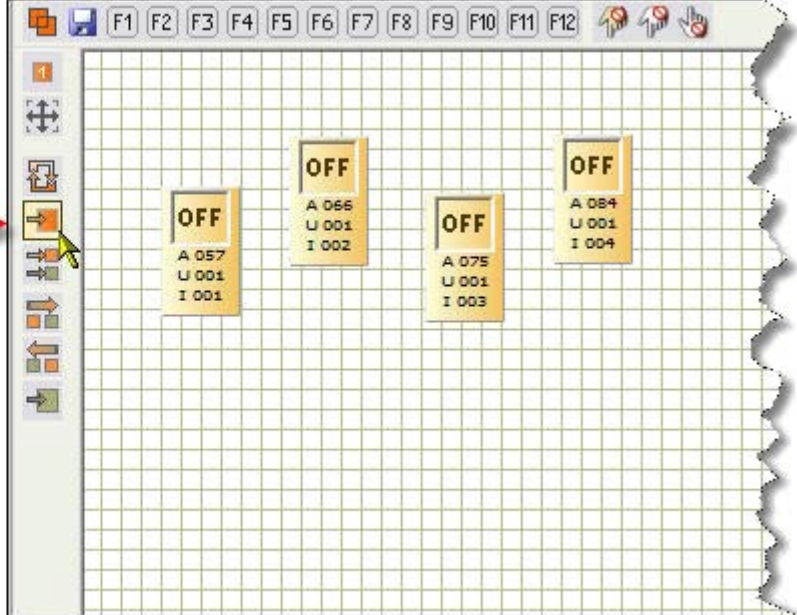 F1 F2 F3 F4 F5 F6 F7 F8 F9 F10 F11 F12
1
OFF
A 057
U 001
I 001
OFF
A 066
U 001
I 002
OFF
A 075
U 001
I 003
OFF
A 084
U 001
I 004